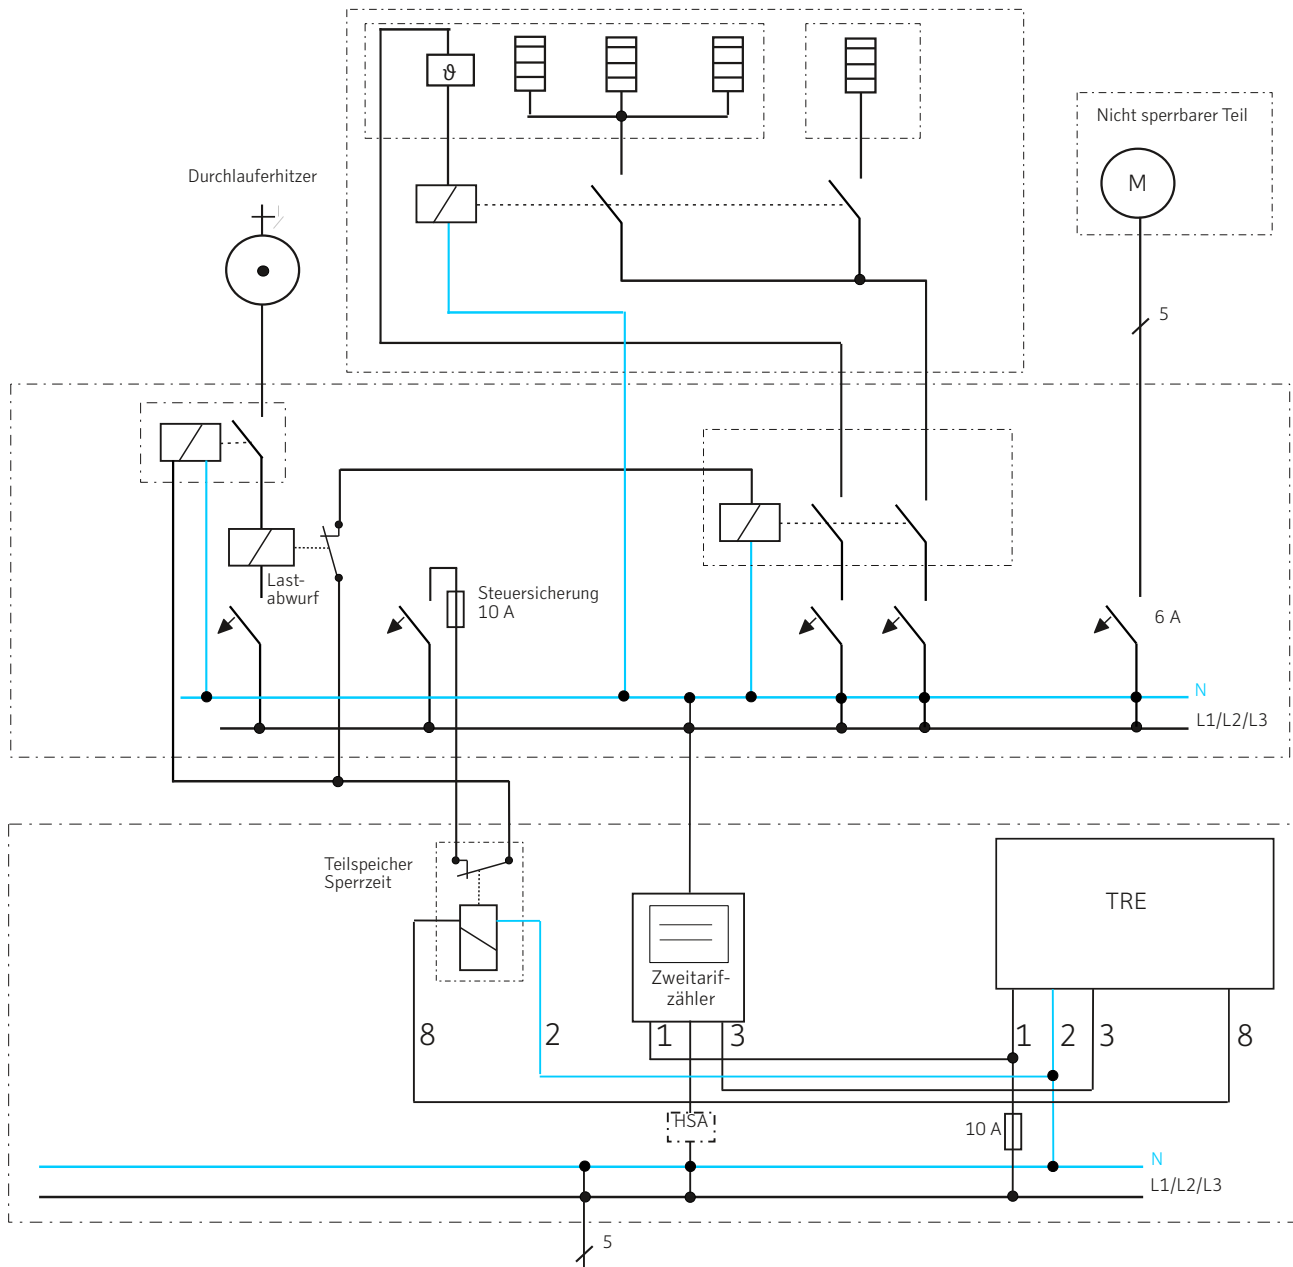 ϑ
Nicht sperrbarer Teil
M
Durchlauferhitzer
5
Last-
abwurf
Steuersicherung
10 A
6 A
N
L1/L2/L3
Teilspeicher
Sperrzeit
TRE
Zweitarif-
zähler
8
2
1
3
1
2
3
8
HSA
10 A
N
L1/L2/L3
5